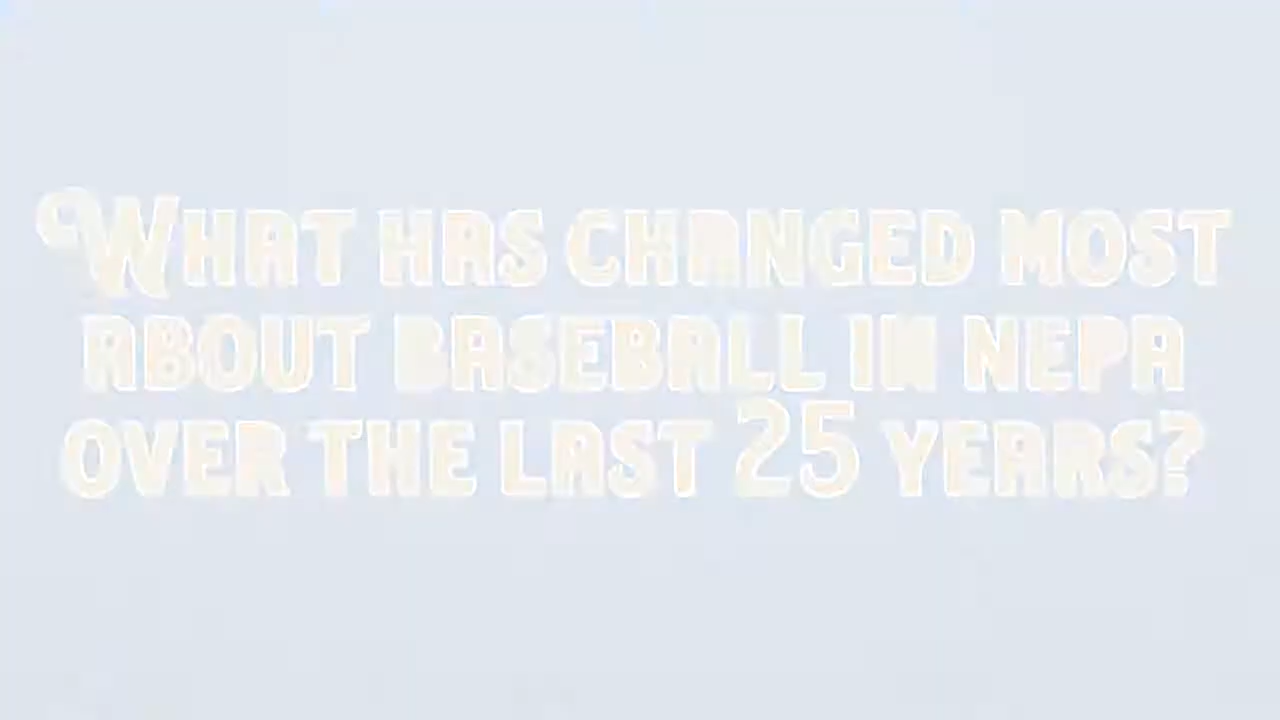 What has changed most
about baseball in NEPA
over the last 25 years?